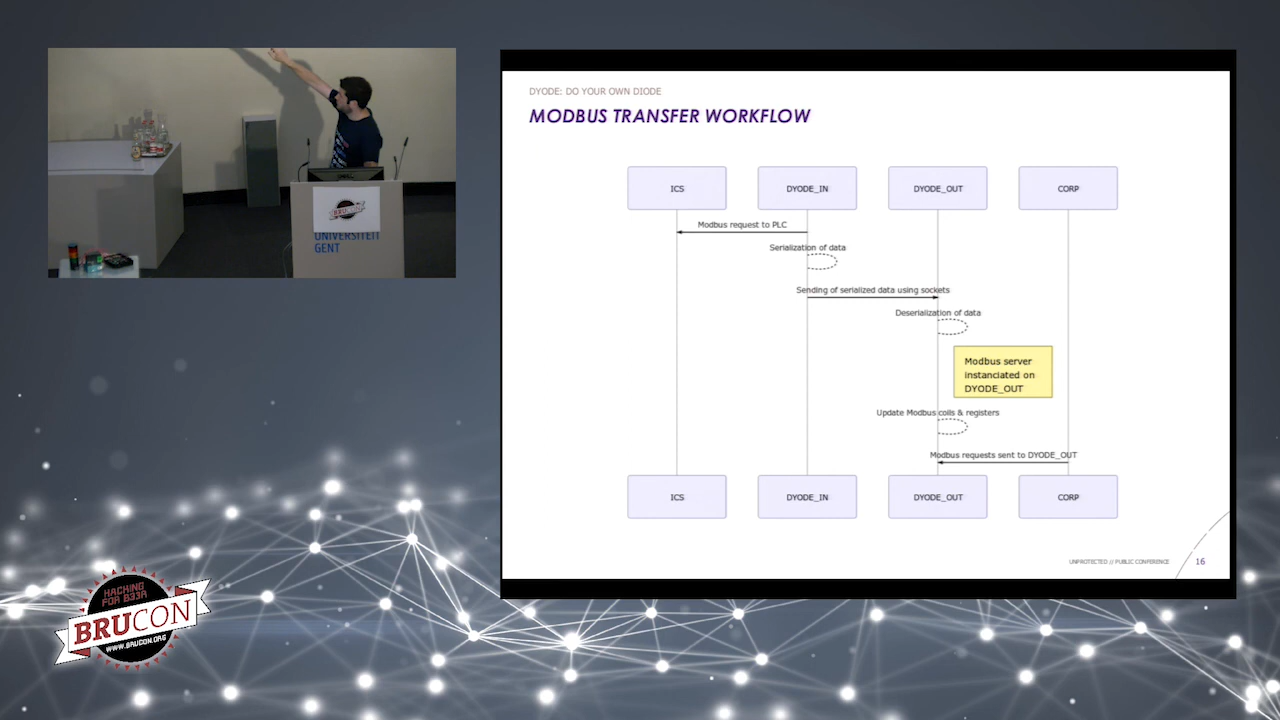 DYODE: DO YOUR OWN DIODE
MODBUS TRANSFER WORKFLOW
ICS
DYODE_IN
DYODE_OUT
CORP
Modbus request to PLC
Serialization of data
Sending of serialized data using sockets
Deserialization of data
Modbus server
instanciated on
DYODE_OUT
Update Modbus coils & registers
Modbus requests sent to DYODE_OUT
ICS
DYODE_IN
DYODE_OUT
CORP
UNPROTECTED // PUBLIC CONFERENCE
16
BRUCON
UNIVERSITEIT
GENT
DELL
HACKING
FOR B33R
BRUCON
WWW.BRUCON.ORG